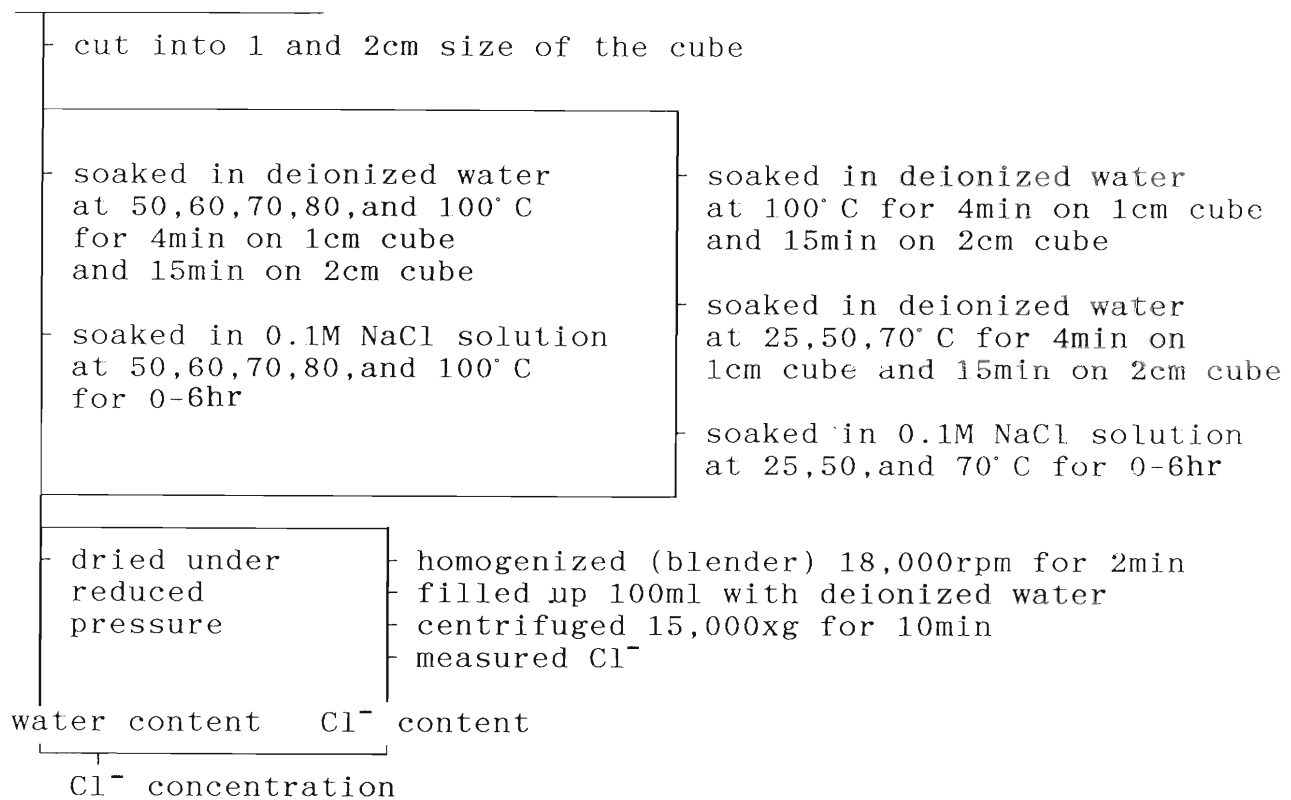 cut into 1 and 2cm size of the cube
soaked in deionized water
at 50,60,70,80,and 100°C
for 4min on 1cm cube
and 15min on 2cm cube
soaked in 0.1M NaCl solution
at 50,60,70,80,and 100°C
for 0-6hr
soaked in deionized water
at 100°C for 4min on 1cm cube
and 15min on 2cm cube
soaked in deionized water
at 25,50,70°C for 4min on
1cm cube and 15min on 2cm cube
soaked in 0.1M NaCl solution
at 25,50,and 70°C for 0-6hr
dried under
reduced
pressure
homogenized (blender) 18,000rpm for 2min
filled up 100ml with deionized water
centrifuged 15,000xg for 10min
measured Cl⁻
water content Cl⁻ content
Cl⁻ concentration